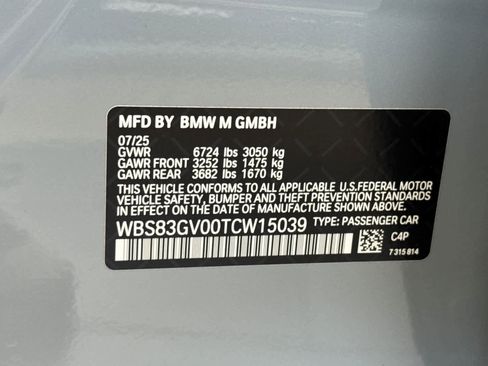 MFD BY BMW M GMBH
07/25
GVWR 6724 lbs 3050 kg
GAWR FRONT 3252 lbs 1475 kg
GAWR REAR 3682 lbs 1670 kg
THIS VEHICLE CONFORMS TO ALL APPLICABLE U.S.FEDERAL MOTOR
VEHICLE SAFETY, BUMPER, AND THEFT PREVENTION STANDARDS
IN EFFECT ON THE DATE OF MANUFACTURE SHOWN ABOVE.
WBS83GV00TCW15039 TYPE: PASSENGER CAR
C4P
7 315 814